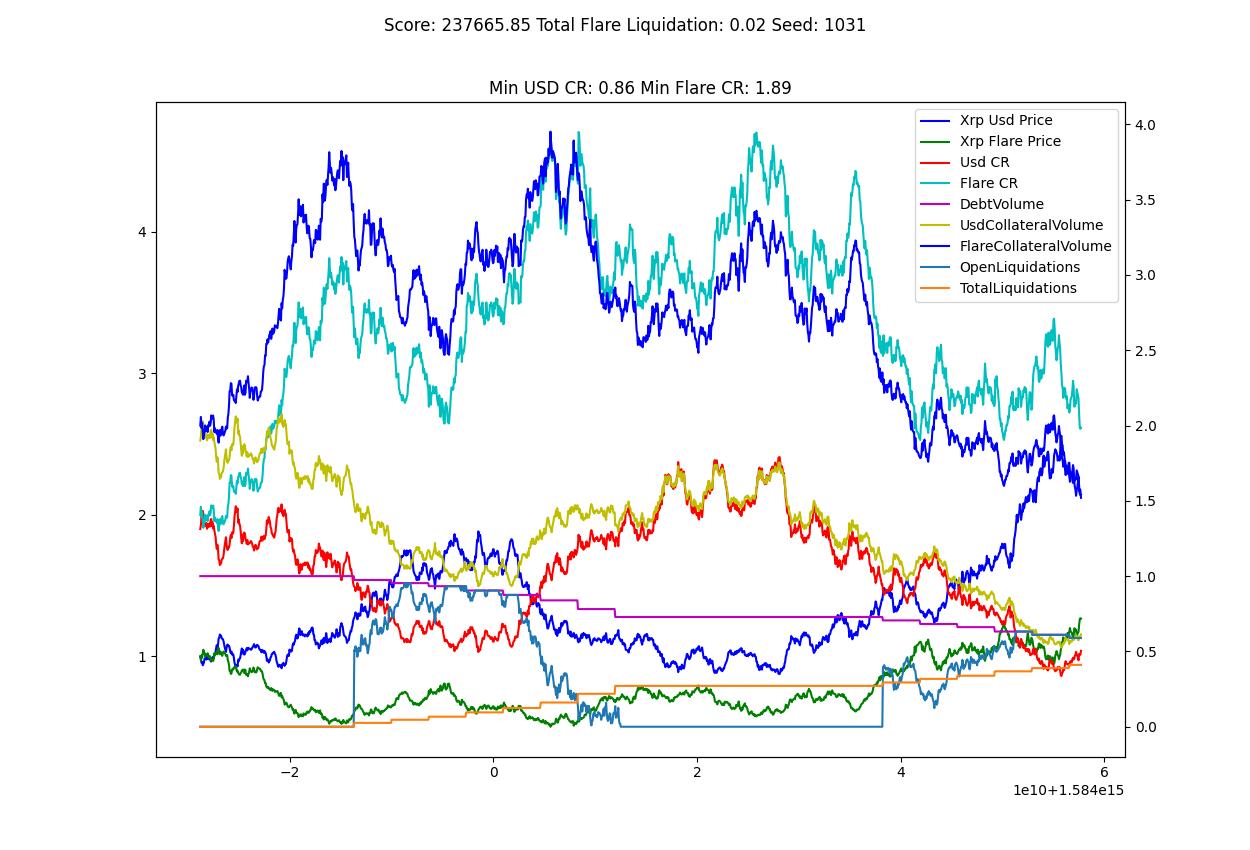 Score: 237665.85 Total Flare Liquidation: 0.02 Seed: 1031
Min USD CR: 0.86 Min Flare CR: 1.89
Xrp Usd Price
Xrp Flare Price
Usd CR
Flare CR
DebtVolume
UsdCollateralVolume
FlareCollateralVolume
OpenLiquidations
TotalLiquidations
4
3
2
1
4.0
3.5
3.0
2.5
2.0
1.5
1.0
0.5
0.0
−2 0 2 4 6
1e10+1.584e15